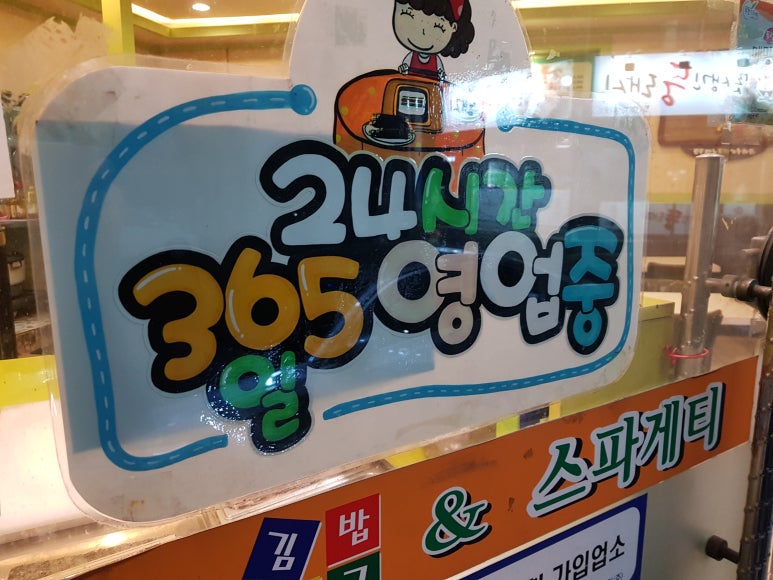 24시간
365일 영업중
김밥 & 스파게티
가입업소